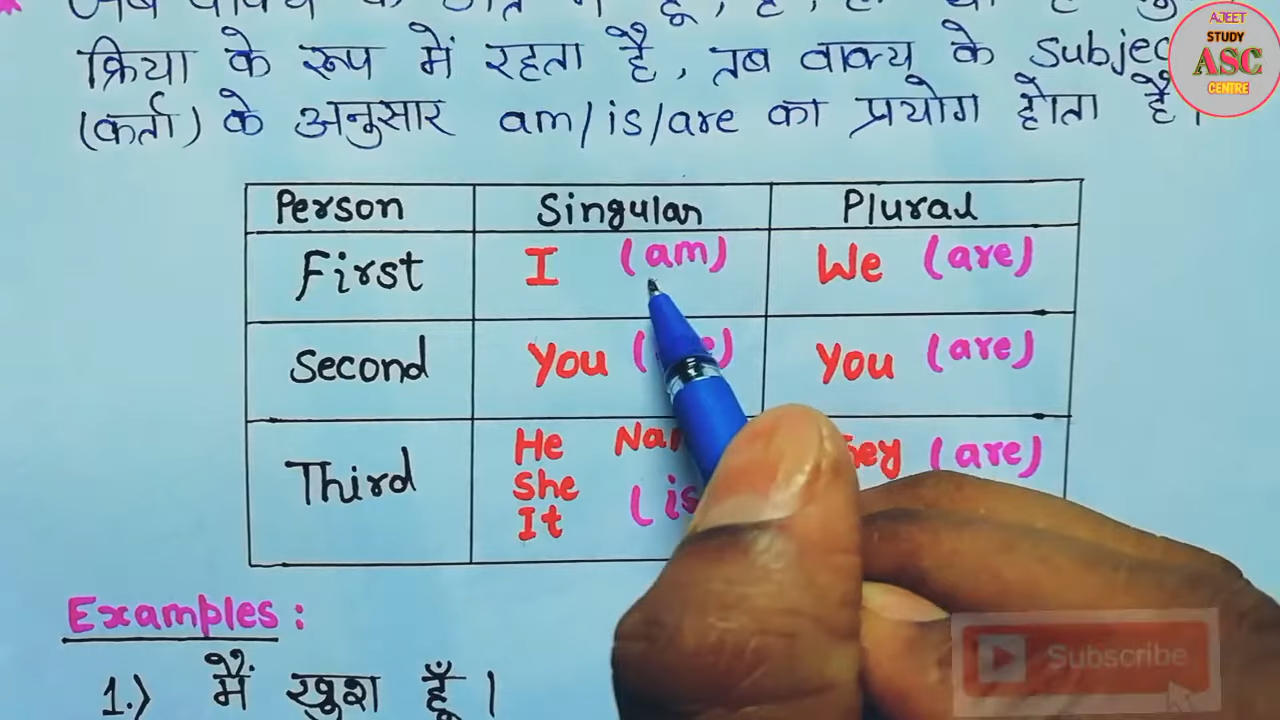 क्रिया के रूप में रहता है, तब वाक्य के Subjec
(कर्ता) के अनुसार am/is/are का प्रयोग होता है।
AJEET
STUDY
ASC
CENTRE
Person Singular Plural
First I (am) We (are)
Second You You (are)
Third He (are)
She (is
It
Examples:
1.) मैं खुश हूँ।
Subscribe